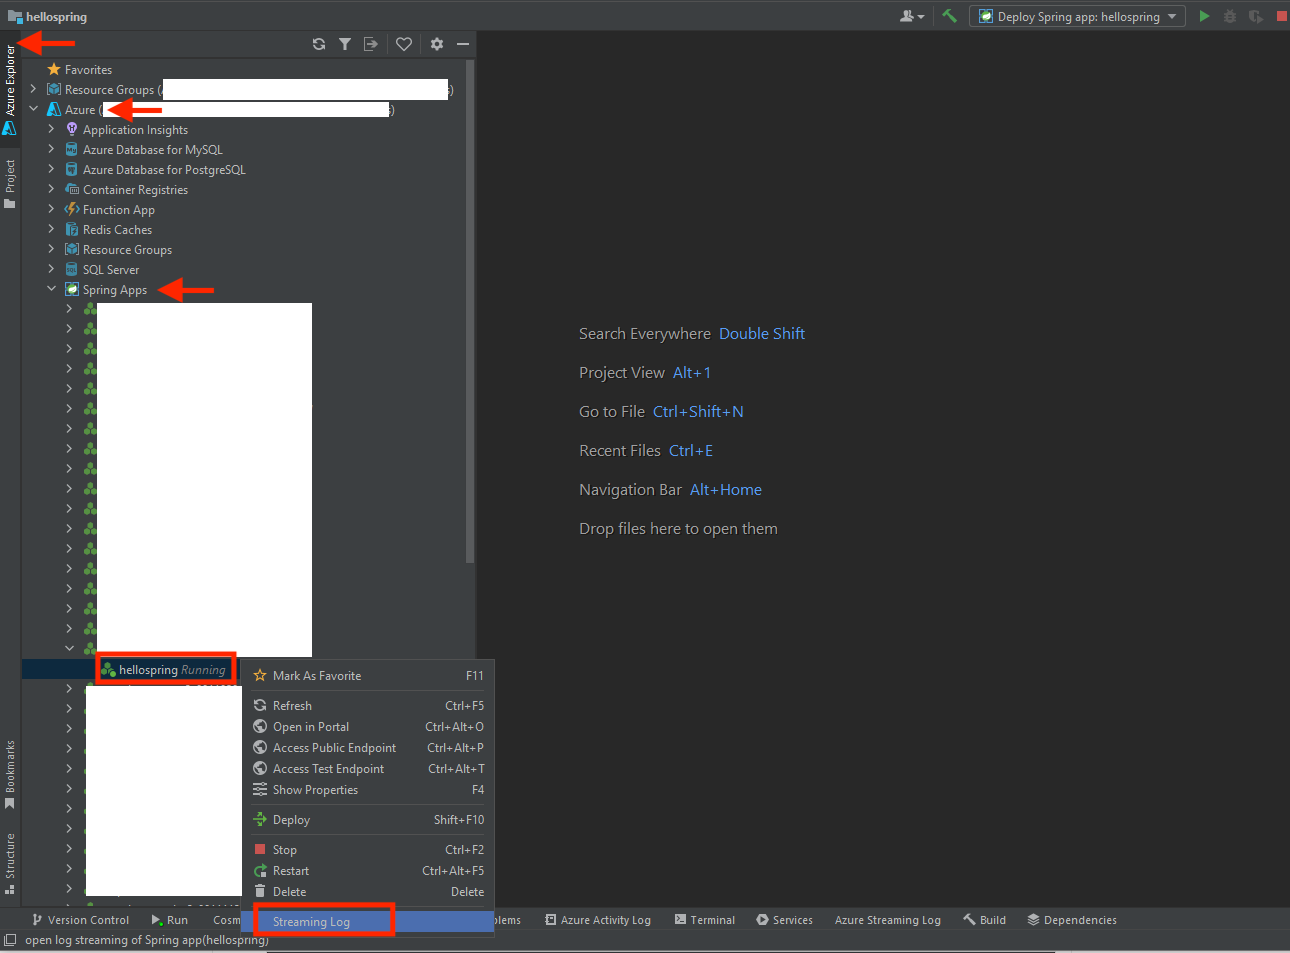 hellospring
Deploy Spring app: hellospring
Azure Explorer
Project
Bookmarks
Structure
Favorites
Resource Groups (
)
Azure (
)
Application Insights
Azure Database for MySQL
Azure Database for PostgreSQL
Container Registries
Function App
Redis Caches
Resource Groups
SQL Server
Spring Apps
hellospring Running
Mark As Favorite F11
Refresh Ctrl+F5
Open in Portal Ctrl+Alt+O
Access Public Endpoint Ctrl+Alt+P
Access Test Endpoint Ctrl+Alt+T
Show Properties F4
Deploy Shift+F10
Stop Ctrl+F2
Restart Ctrl+Alt+F5
Delete Delete
Streaming Log
Search Everywhere Double Shift
Project View Alt+1
Go to File Ctrl+Shift+N
Recent Files Ctrl+E
Navigation Bar Alt+Home
Drop files here to open them
Version Control Run Cosm blems Azure Activity Log Terminal Services Azure Streaming Log Build Dependencies
open log streaming of Spring app(hellospring)